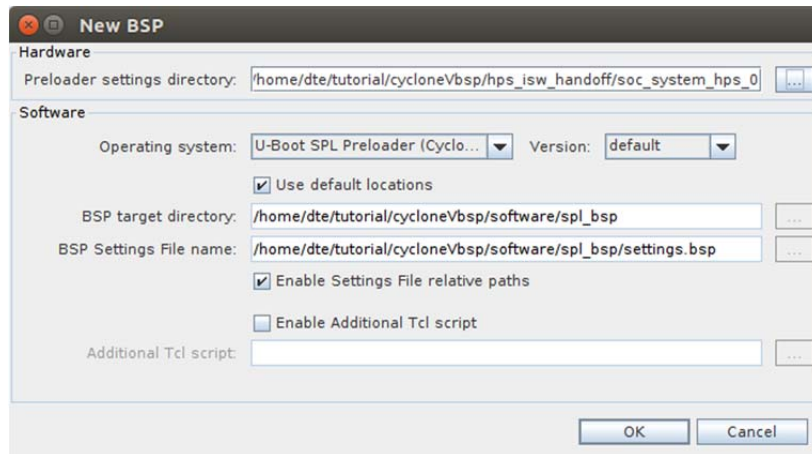 New BSP
Hardware
Preloader settings directory: /home/dte/tutorial/cycloneVbsp/hps_isw_handoff/soc_system_hps_0 ...
Software
Operating system: U-Boot SPL Preloader (Cyclo... Version: default
Use default locations
BSP target directory: /home/dte/tutorial/cycloneVbsp/software/spl_bsp ...
BSP Settings File name: /home/dte/tutorial/cycloneVbsp/software/spl_bsp/settings.bsp ...
Enable Settings File relative paths
Enable Additional Tcl script
Additional Tcl script: ...
OK Cancel